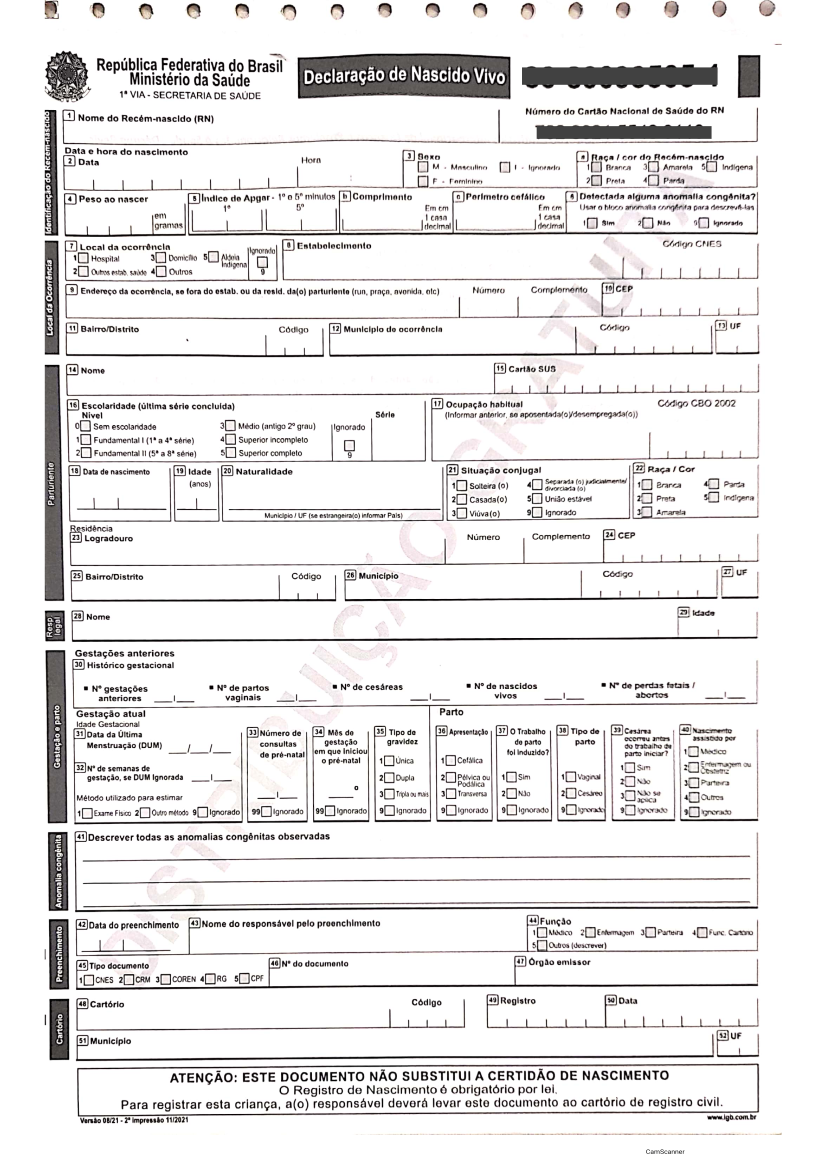 República Federativa do Brasil
Ministério da Saúde
1ª VIA - SECRETARIA DE SAÚDE
Declaração de Nascido Vivo
Identificação do Recém-nascido
1 Nome do Recém-nascido (RN)
Número do Cartão Nacional de Saúde do RN
Data e hora do nascimento
2 Data
Hora
3 Sexo
M - Masculino I - Ignorado
F - Feminino
Raça / cor do Recém-nascido
1 Branca 3 Amarela 5 Indígena
2 Preta 4 Parda
4 Peso ao nascer
em gramas
5 Índice de Apgar - 1º e 5º minutos
1º 5º
Comprimento
Em cm 1 casa decimal
Perímetro cefálico
Em cm 1 casa decimal
6 Detectada alguma anomalia congênita?
Usar o bloco anomalia congênita para descrevê-las
1 Sim 2 Não 9 Ignorado
Local da Ocorrência
7 Local da ocorrência
1 Hospital 3 Domicílio 5 Aldeia Indígena
2 Outros estab. saúde 4 Outros
Ignorado
9
8 Estabelecimento
Código CNES
9 Endereço da ocorrência, se fora do estab. ou da resid. da(o) parturiente (rua, praça, avenida, etc)
Número
Complemento
10 CEP
11 Bairro/Distrito
Código
12 Município de ocorrência
Código
13 UF
Parturiente
14 Nome
15 Cartão SUS
16 Escolaridade (última série concluída)
Nível
0 Sem escolaridade 3 Médio (antigo 2º grau)
1 Fundamental I (1ª a 4ª série) 4 Superior incompleto
2 Fundamental II (5ª a 8ª série) 5 Superior completo
Ignorado
9
Série
17 Ocupação habitual
(Informar anterior, se aposentada(o)/desempregada(o))
Código CBO 2002
18 Data de nascimento
19 Idade
(anos)
20 Naturalidade
Município / UF (se estrangeira(o) informar País)
21 Situação conjugal
1 Solteira (o) 4 Separada (o) judicialmente/ divorciada (o)
2 Casada(o) 5 União estável
3 Viúva(o) 9 Ignorado
22 Raça / Cor
1 Branca 4 Parda
2 Preta 5 Indígena
3 Amarela
Residência
23 Logradouro
Número
Complemento
24 CEP
25 Bairro/Distrito
Código
26 Município
Código
27 UF
Resp legal
28 Nome
29 Idade
Gestação e parto
Gestações anteriores
30 Histórico gestacional
Nº gestações anteriores
Nº de partos vaginais
Nº de cesáreas
Nº de nascidos vivos
Nº de perdas fetais / abortos
Gestação atual
Idade Gestacional
31 Data da Última
Menstruação (DUM)
32 Nº de semanas de
gestação, se DUM Ignorada
Método utilizado para estimar
1 Exame Físico 2 Outro método 9 Ignorado
33 Número de consultas de pré-natal
99 Ignorado
34 Mês de gestação em que iniciou o pré-natal
o
99 Ignorado
35 Tipo de gravidez
1 Única
2 Dupla
3 Tripla ou mais
9 Ignorado
Parto
36 Apresentação
1 Cefálica
2 Pélvica ou Podálica
3 Transversa
9 Ignorado
37 O Trabalho de parto foi induzido?
1 Sim
2 Não
9 Ignorado
38 Tipo de parto
1 Vaginal
2 Cesáreo
9 Ignorado
39 Cesárea ocorreu antes do trabalho de parto iniciar?
1 Sim
2 Não
3 Não se aplica
9 Ignorado
40 Nascimento assistido por
1 Médico
2 Enfermagem ou Obstetriz
3 Parteira
4 Outros
9 Ignorado
Anomalia congênita
41 Descrever todas as anomalias congênitas observadas
Preenchimento
42 Data do preenchimento
43 Nome do responsável pelo preenchimento
44 Função
1 Médico 2 Enfermagem 3 Parteira 4 Func. Cartório
5 Outros (descrever)
45 Tipo documento
1 CNES 2 CRM 3 COREN 4 RG 5 CPF
46 Nº do documento
47 Órgão emissor
Cartório
48 Cartório
Código
49 Registro
50 Data
51 Município
52 UF
ATENÇÃO: ESTE DOCUMENTO NÃO SUBSTITUI A CERTIDÃO DE NASCIMENTO
O Registro de Nascimento é obrigatório por lei.
Para registrar esta criança, a(o) responsável deverá levar este documento ao cartório de registro civil.
Versão 08/21 - 2ª impressão 11/2021
www.igb.com.br
DISTRIBUIÇÃO GRATUITA
CamScanner